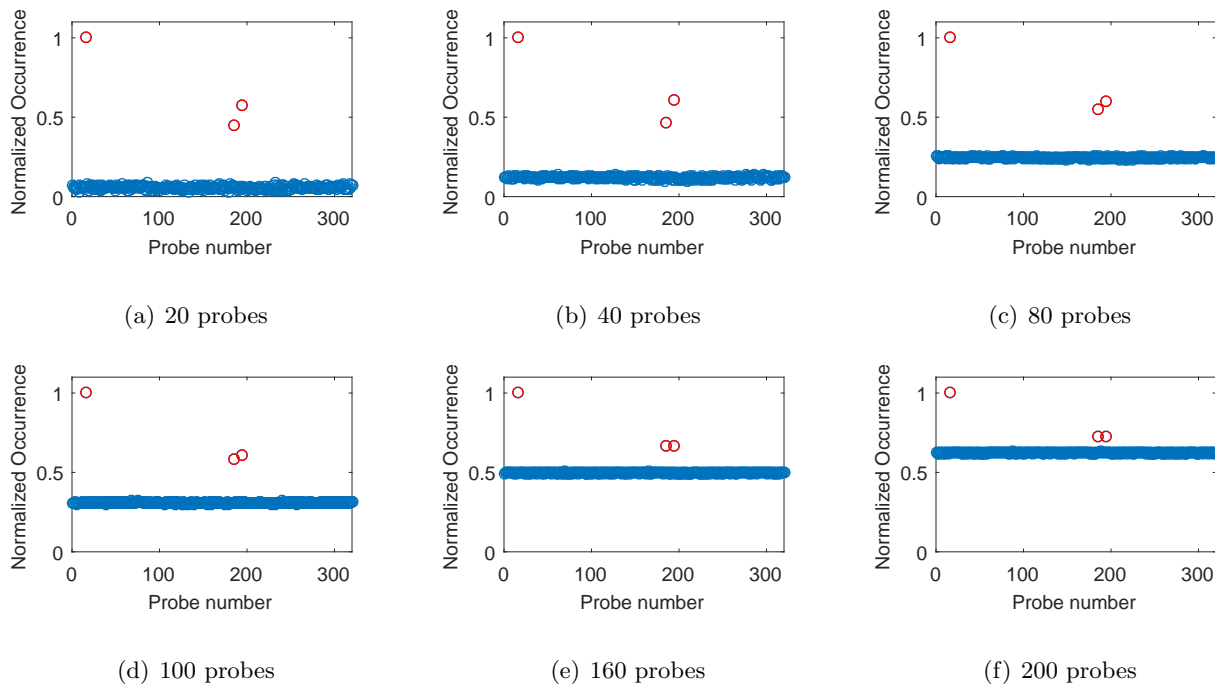 Normalized Occurrence
1
0.5
0
0 100 200 300
Probe number
(a) 20 probes
Normalized Occurrence
1
0.5
0
0 100 200 300
Probe number
(b) 40 probes
Normalized Occurrence
1
0.5
0
0 100 200 300
Probe number
(c) 80 probes
Normalized Occurrence
1
0.5
0
0 100 200 300
Probe number
(d) 100 probes
Normalized Occurrence
1
0.5
0
0 100 200 300
Probe number
(e) 160 probes
Normalized Occurrence
1
0.5
0
0 100 200 300
Probe number
(f) 200 probes